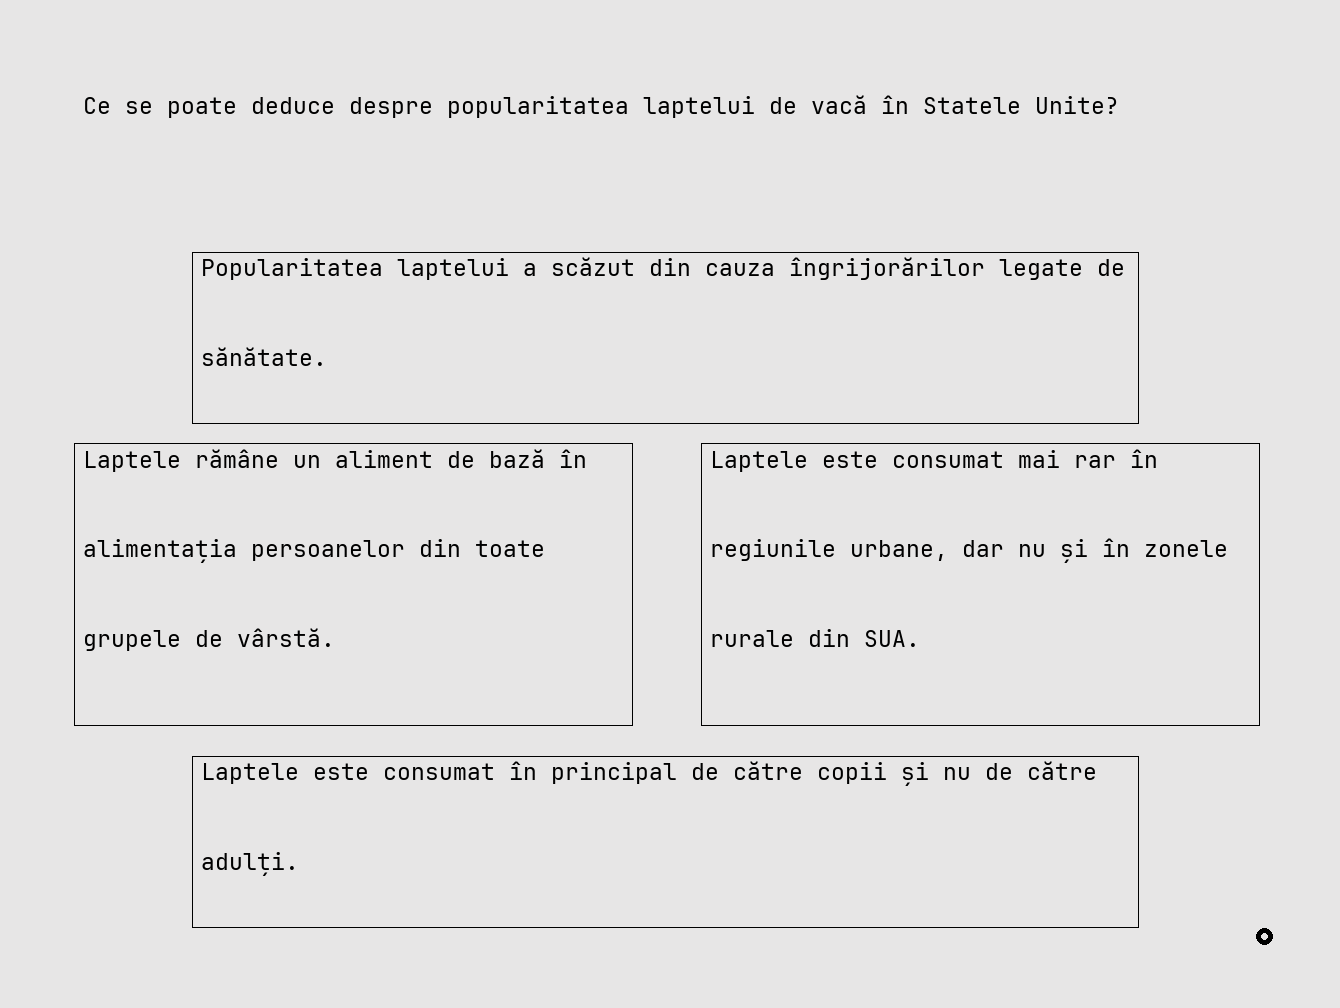 Ce se poate deduce despre popularitatea laptelui de vacă în Statele Unite?
Popularitatea laptelui a scăzut din cauza îngrijorărilor legate de
sănătate.
Laptele rămâne un aliment de bază în
alimentația persoanelor din toate
grupele de vârstă.
Laptele este consumat mai rar în
regiunile urbane, dar nu și în zonele
rurale din SUA.
Laptele este consumat în principal de către copii și nu de către
adulți.